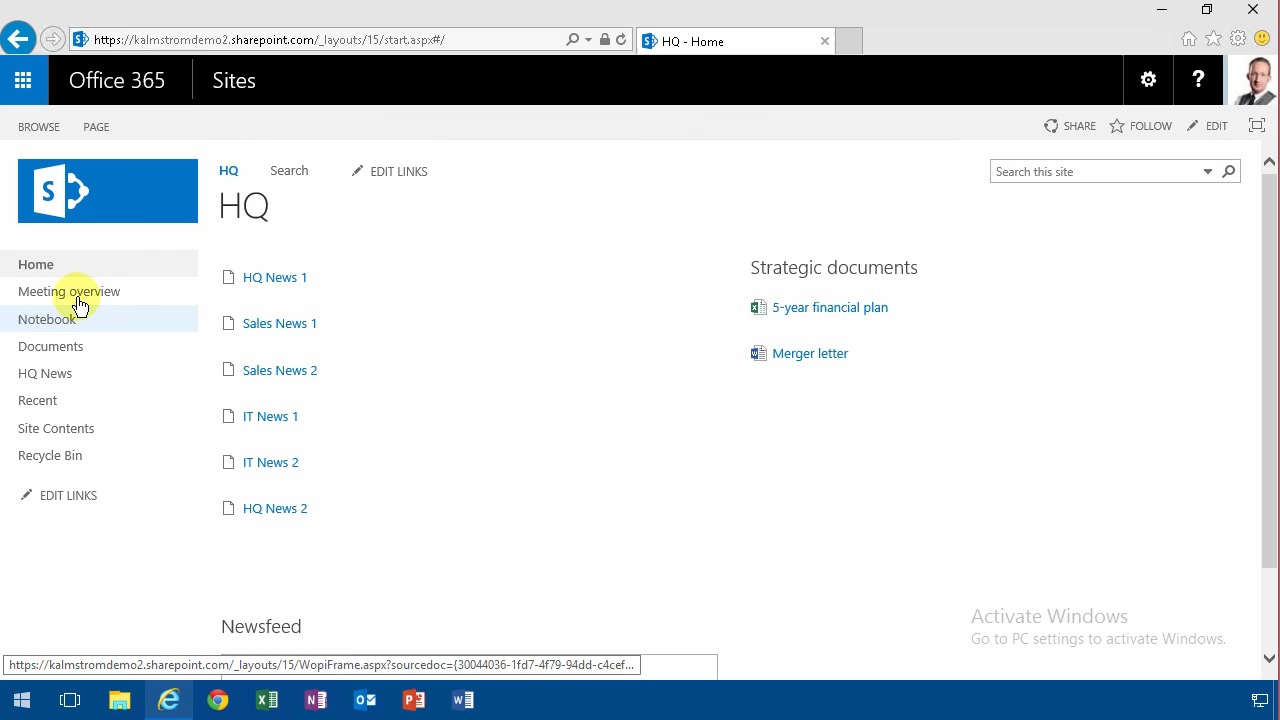 https://kalmstromdemo2.sharepoint.com/_layouts/15/start.aspx#/
HQ - Home
Office 365
Sites
?
BROWSE
PAGE
SHARE
FOLLOW
EDIT
S
HQ
Search
EDIT LINKS
Search this site
HQ
Home
Meeting overview
Notebook
Documents
HQ News
Recent
Site Contents
Recycle Bin
EDIT LINKS
HQ News 1
Sales News 1
Sales News 2
IT News 1
IT News 2
HQ News 2
Strategic documents
5-year financial plan
Merger letter
Newsfeed
Activate Windows
Go to PC settings to activate Windows.
https://kalmstromdemo2.sharepoint.com/_layouts/15/WopiFrame.aspx?sourcedoc={30044036-1fd7-4f79-94dd-c4cef...